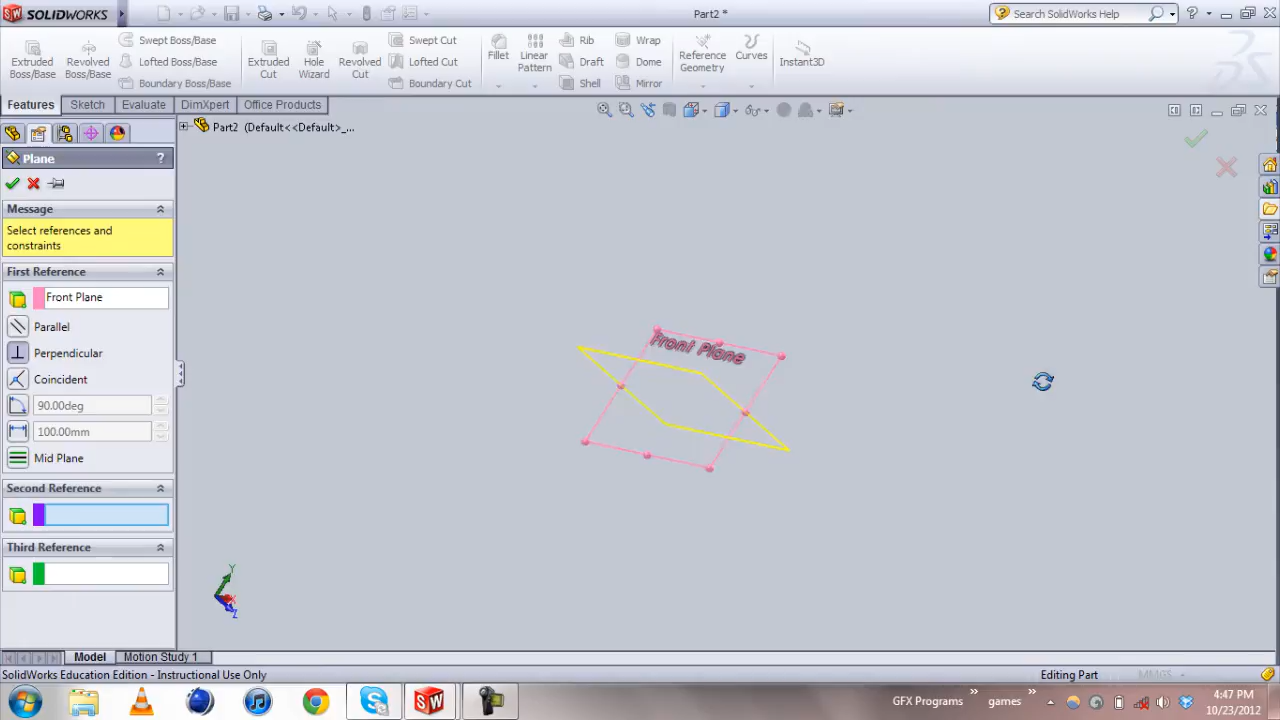 SOLIDWORKS
Part2 *
Search SolidWorks Help
Extruded Boss/Base
Revolved Boss/Base
Swept Boss/Base
Lofted Boss/Base
Boundary Boss/Base
Extruded Cut
Hole Wizard
Revolved Cut
Swept Cut
Lofted Cut
Boundary Cut
Fillet
Linear Pattern
Rib
Draft
Shell
Wrap
Dome
Mirror
Reference Geometry
Curves
Instant3D
Features
Sketch
Evaluate
DimXpert
Office Products
Part2 (Default<<Default>_...
Plane
?
Message
Select references and
constraints
First Reference
Front Plane
Parallel
Perpendicular
Coincident
90.00deg
100.00mm
Mid Plane
Second Reference
Third Reference
Front Plane
Y
X
Z
Model
Motion Study 1
SolidWorks Education Edition - Instructional Use Only
Editing Part
MMGS
GFX Programs
games
4:47 PM
10/23/2012